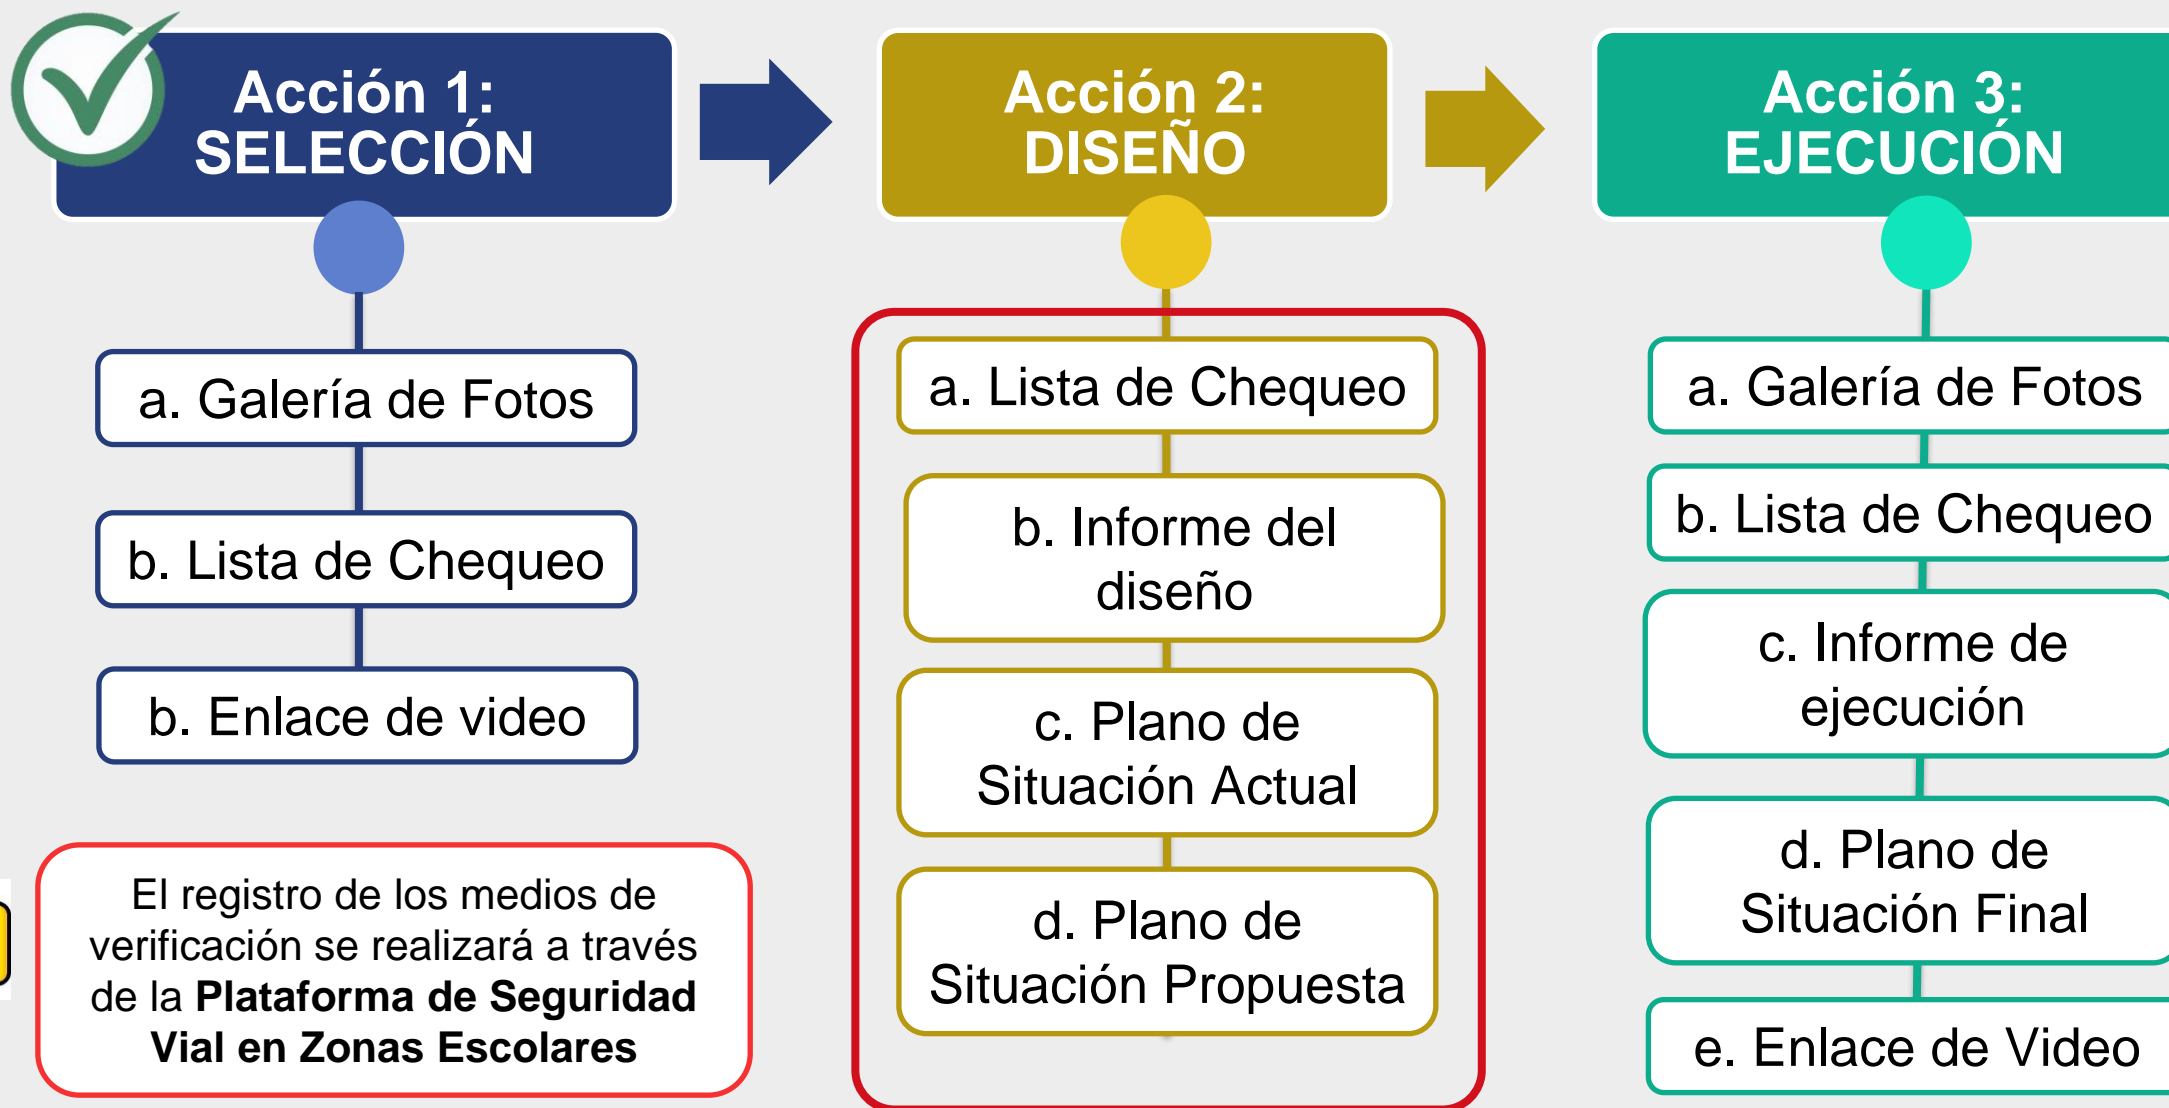 Acción 1:
SELECCIÓN
a. Galería de Fotos
b. Lista de Chequeo
b. Enlace de video
El registro de los medios de
verificación se realizará a través
de la Plataforma de Seguridad
Vial en Zonas Escolares
Acción 2:
DISEÑO
a. Lista de Chequeo
b. Informe del
diseño
c. Plano de
Situación Actual
d. Plano de
Situación Propuesta
Acción 3:
EJECUCIÓN
a. Galería de Fotos
b. Lista de Chequeo
c. Informe de
ejecución
d. Plano de
Situación Final
e. Enlace de Video